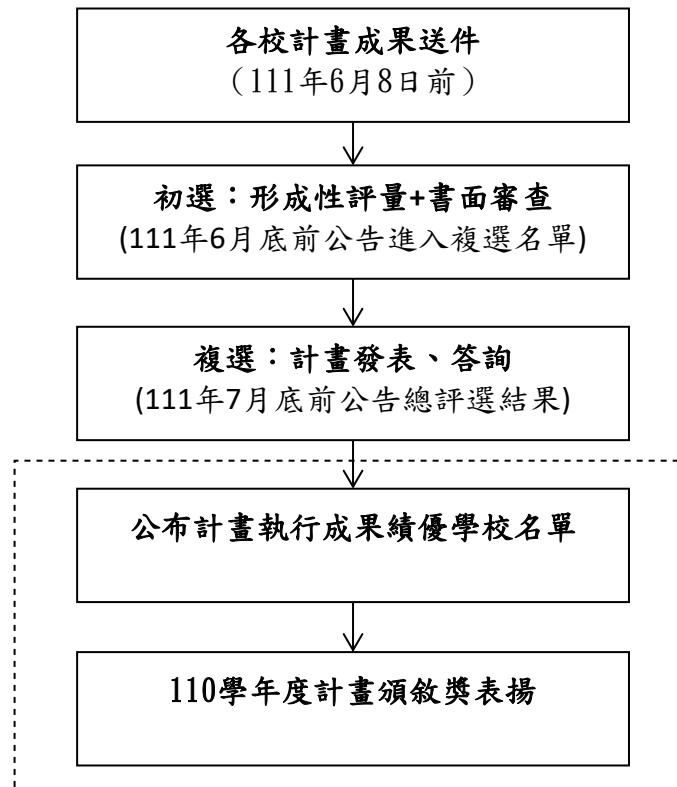 各校計畫成果送件
（111年6月8日前）
初選：形成性評量+書面審查
(111年6月底前公告進入複選名單)
複選：計畫發表、答詢
(111年7月底前公告總評選結果)
公布計畫執行成果績優學校名單
110學年度計畫頒敘獎表揚